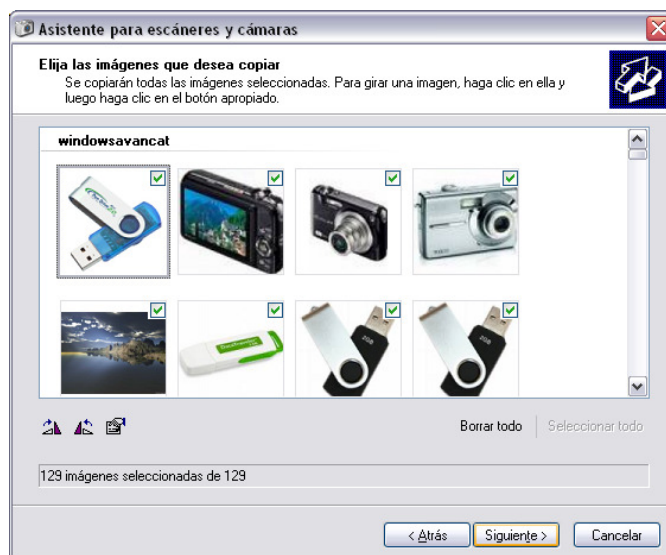 Asistente para escáneres y cámaras
Elija las imágenes que desea copiar
Se copiarán todas las imágenes seleccionadas. Para girar una imagen, haga clic en ella y
luego haga clic en el botón apropiado.
windowsavancat
2GB
2GB
Borrar todo
Seleccionar todo
129 imágenes seleccionadas de 129
< Atrás
Siguiente >
Cancelar